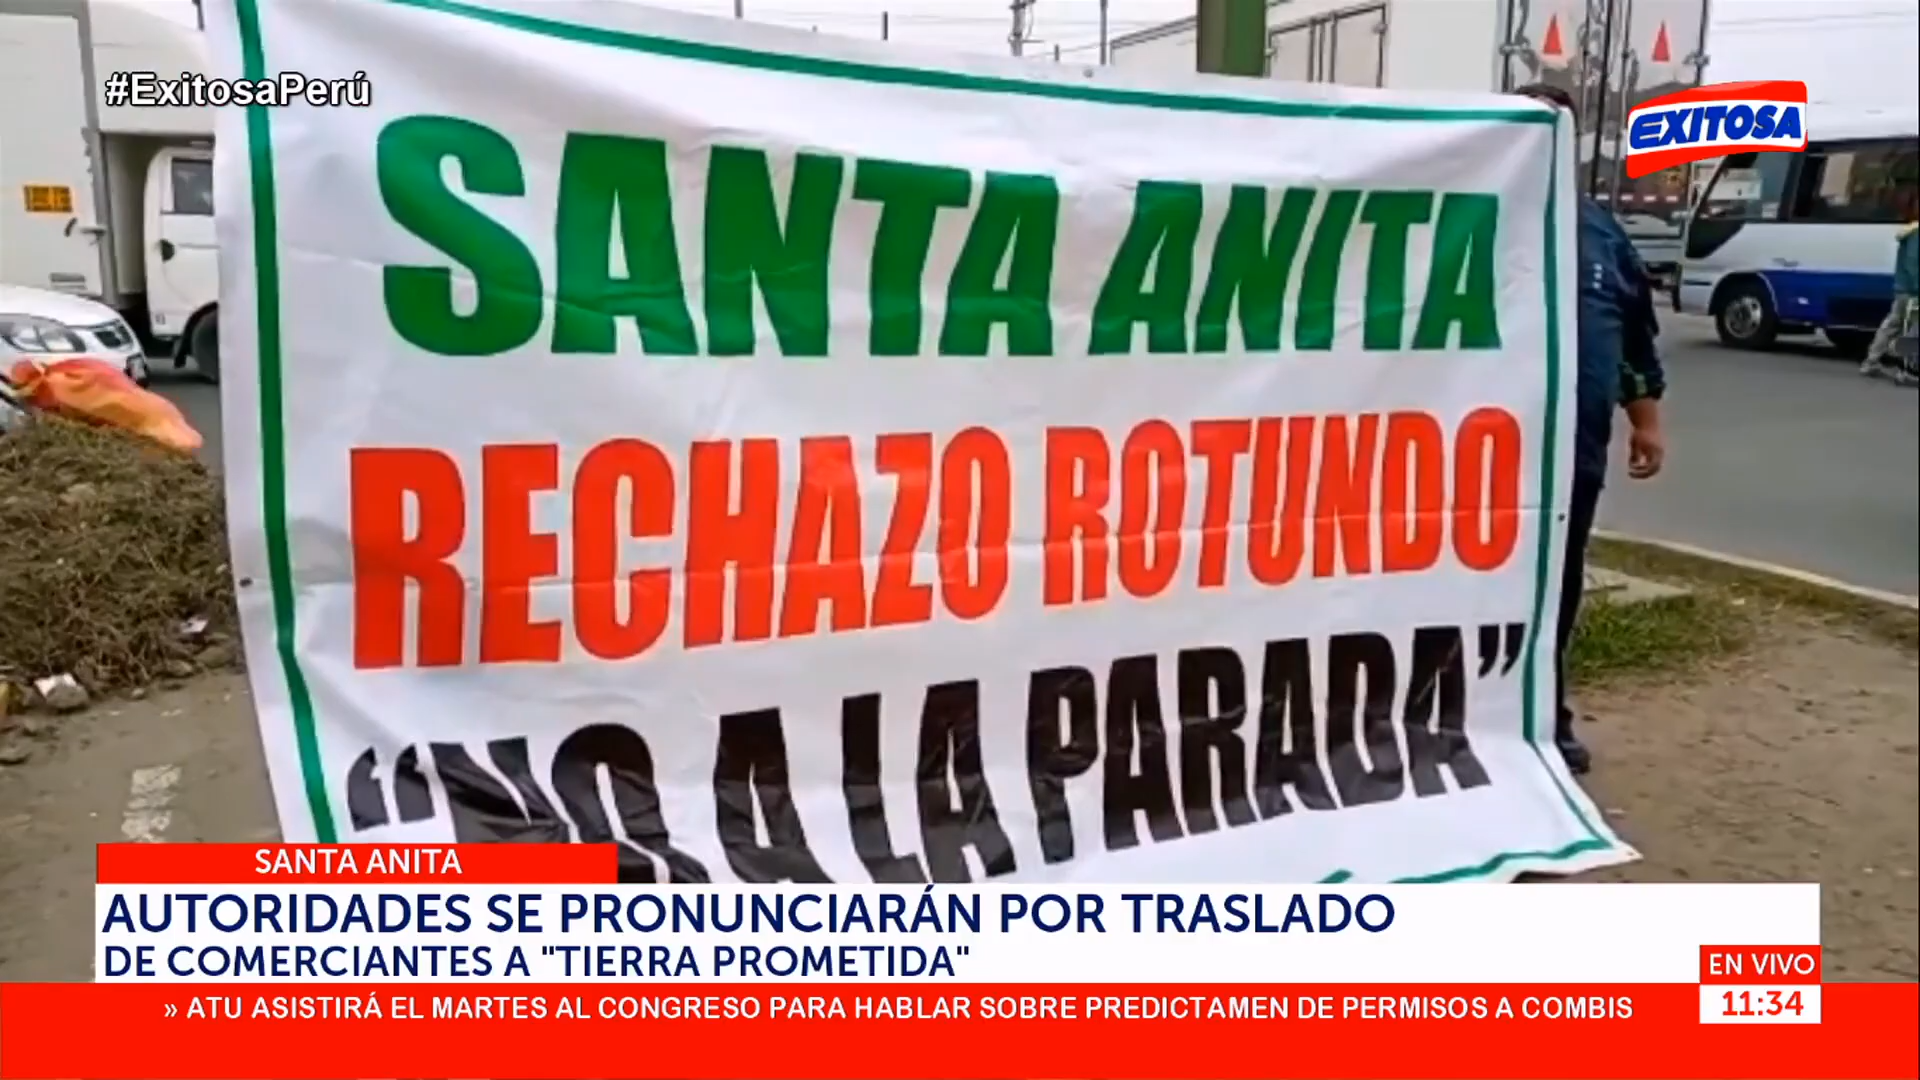 #ExitosaPerú
EXITOSA
SANTA ANITA
RECHAZO ROTUNDO
“NO A LA PARADA”
SANTA ANITA
AUTORIDADES SE PRONUNCIARÁN POR TRASLADO
DE COMERCIANTES A "TIERRA PROMETIDA"
EN VIVO
» ATU ASISTIRÁ EL MARTES AL CONGRESO PARA HABLAR SOBRE PREDICTAMEN DE PERMISOS A COMBIS
11:34